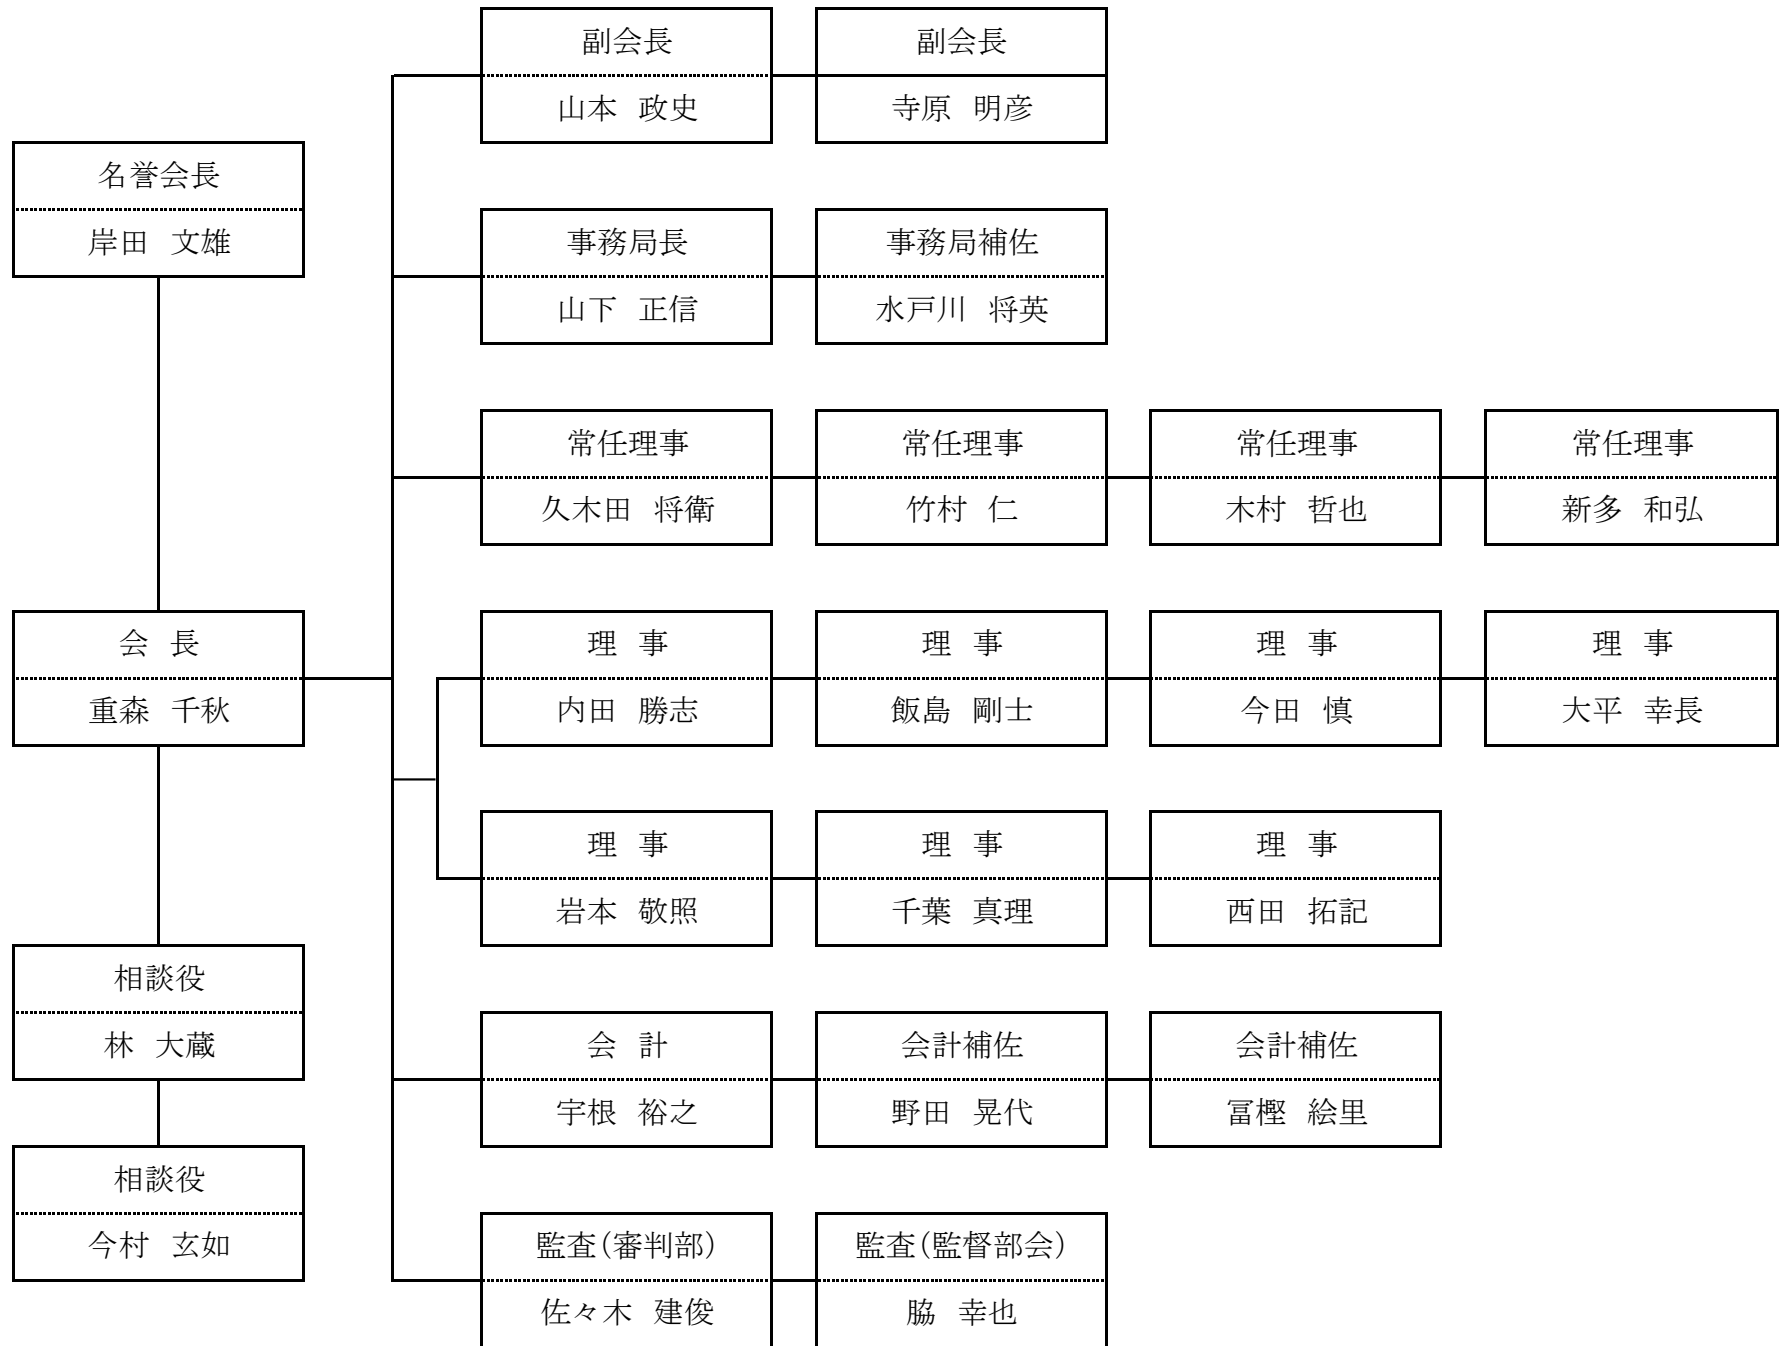 副会長
山本 政史
副会長
寺原 明彦
名誉会長
岸田 文雄
事務局長
山下 正信
事務局補佐
水戸川 将英
常任理事
久木田 将衛
常任理事
竹村 仁
常任理事
木村 哲也
常任理事
新多 和弘
会 長
重森 千秋
理 事
内田 勝志
理 事
飯島 剛士
理 事
今田 慎
理 事
大平 幸長
理 事
岩本 敬照
理 事
千葉 真理
理 事
西田 拓記
相談役
林 大蔵
会 計
宇根 裕之
会計補佐
野田 晃代
会計補佐
冨樫 絵里
相談役
今村 玄如
監査(審判部)
佐々木 建俊
監査(監督部会)
脇 幸也